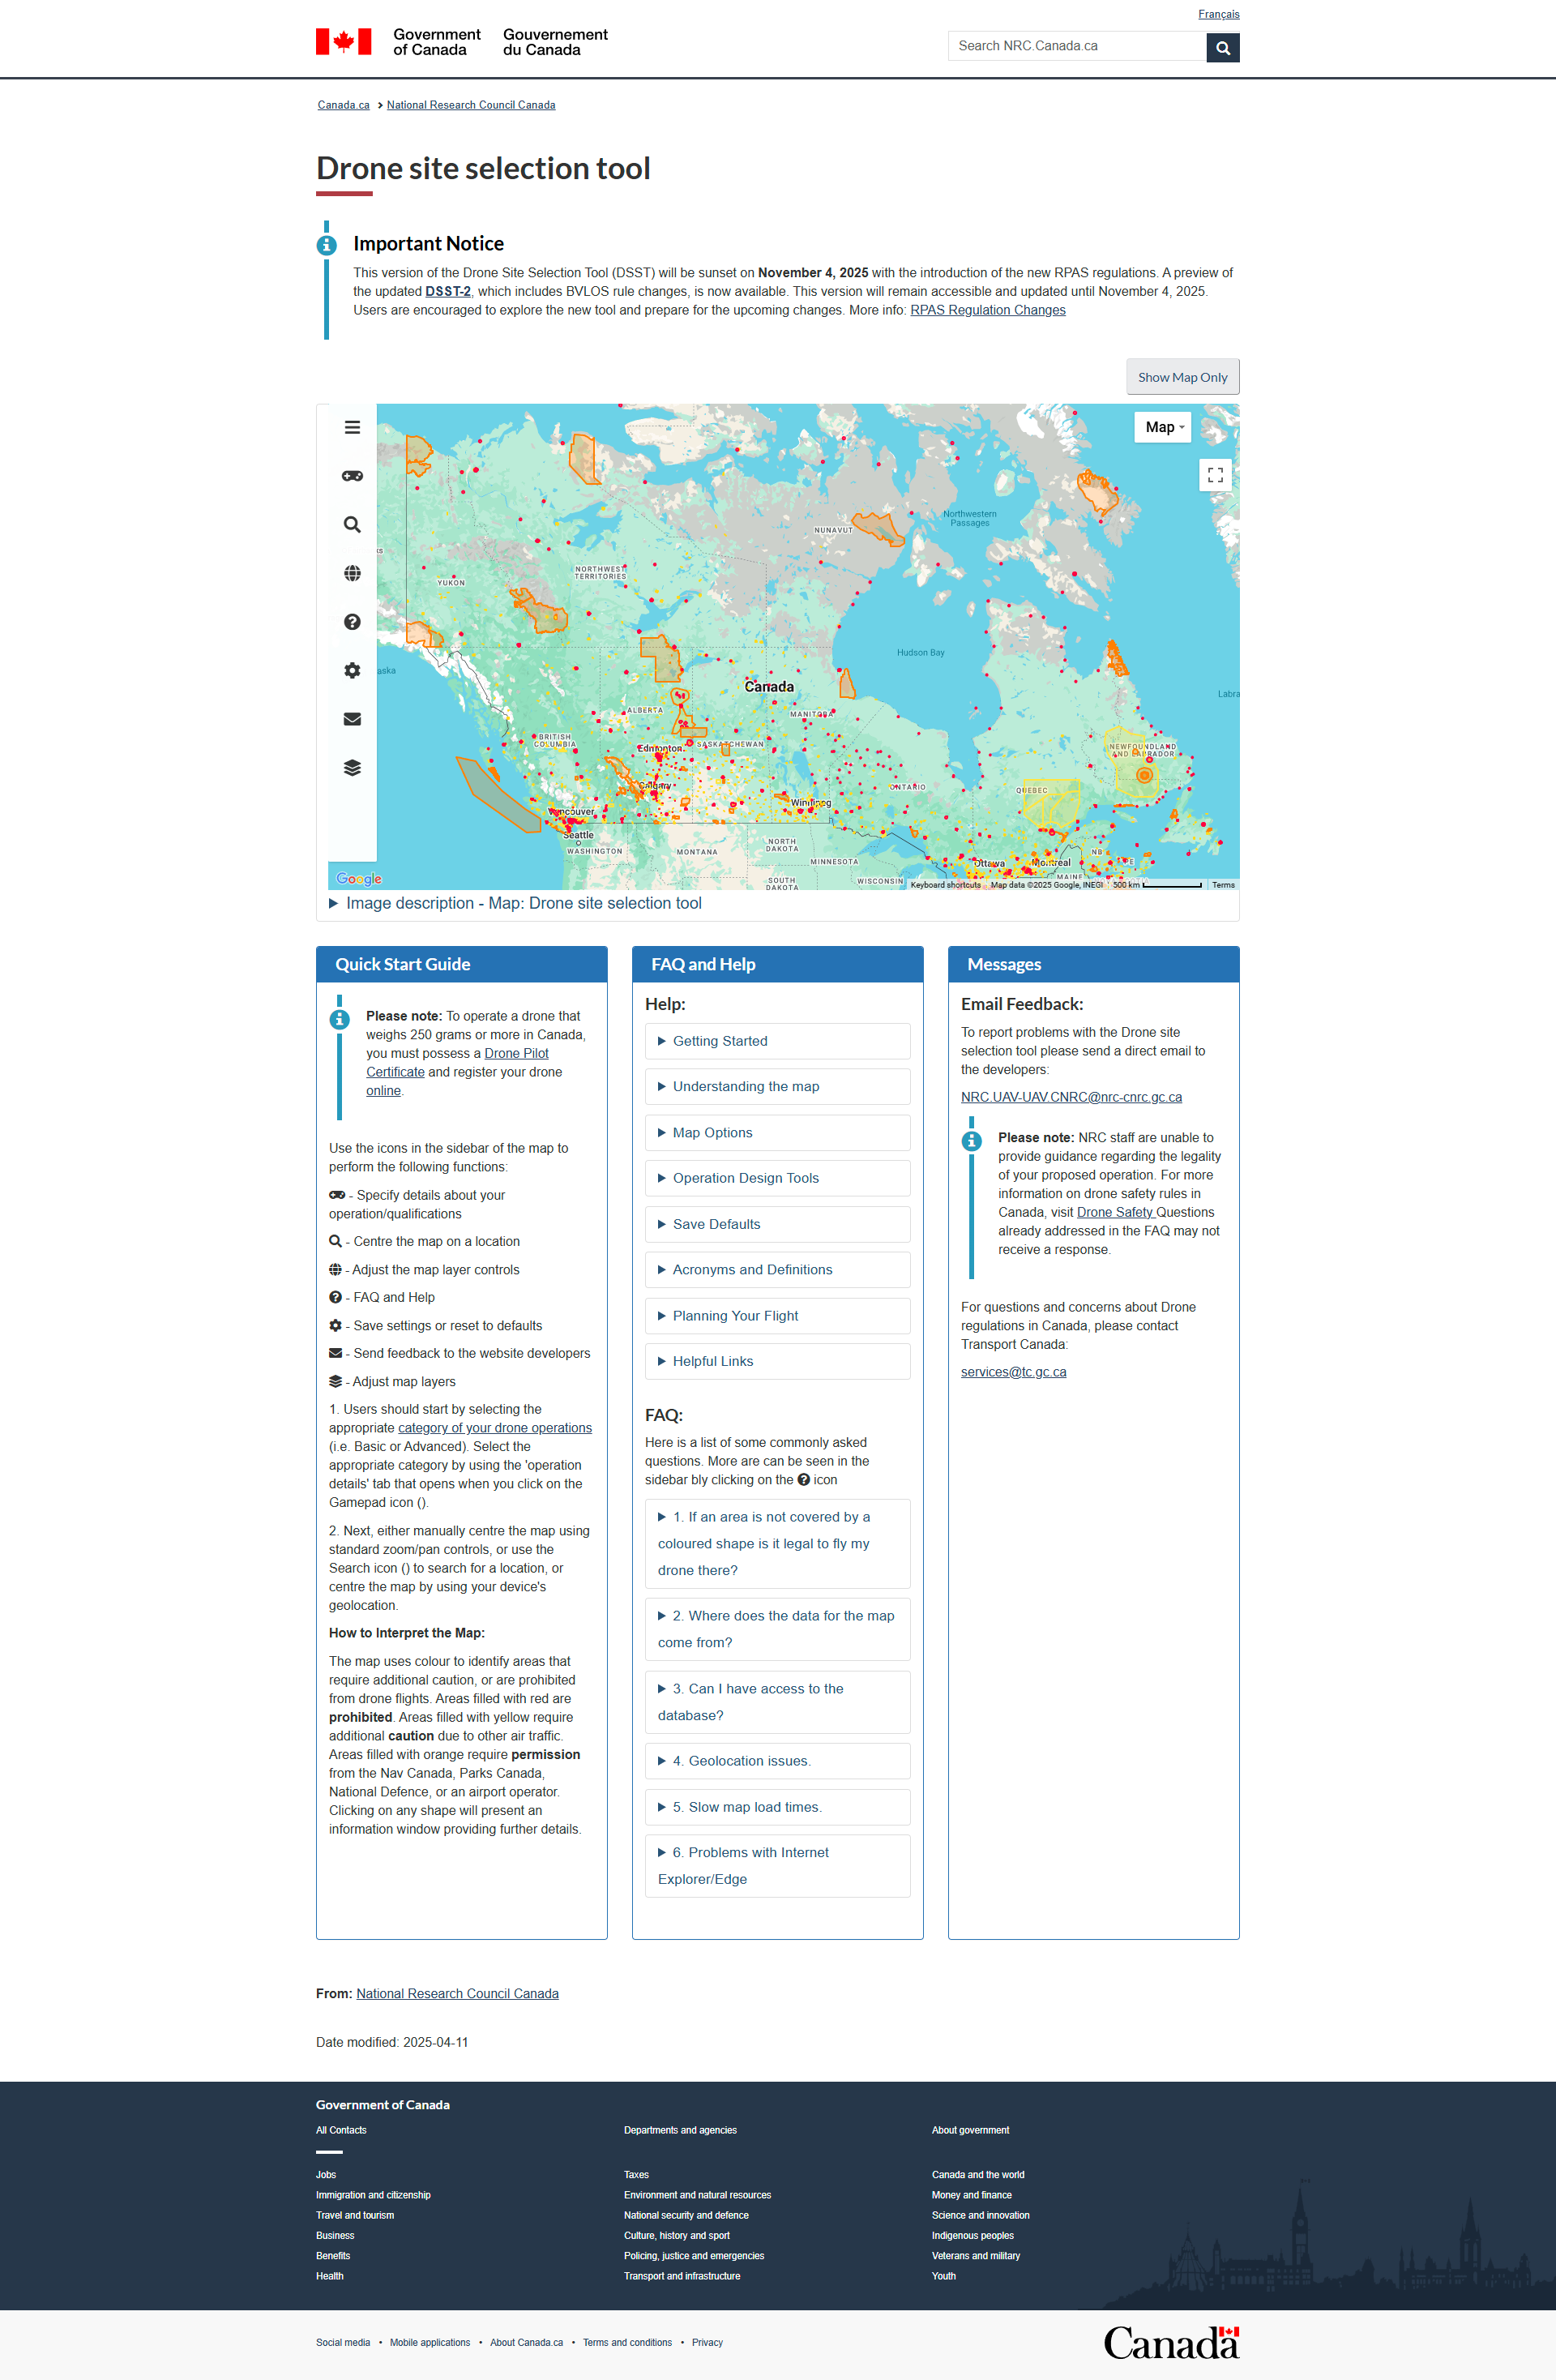 Français
Government
of Canada
Gouvernement
du Canada
Search NRC.Canada.ca
Canada.ca
National Research Council Canada
Drone site selection tool
Important Notice
This version of the Drone Site Selection Tool (DSST) will be sunset on November 4, 2025 with the introduction of the new RPAS regulations. A preview of
the updated DSST-2, which includes BVLOS rule changes, is now available. This version will remain accessible and updated until November 4, 2025.
Users are encouraged to explore the new tool and prepare for the upcoming changes. More info: RPAS Regulation Changes
Show Map Only
Map
Northwestern
Passages
NUNAVUT
YUKON
NORTHWEST
TERRITORIES
Hudson Bay
aska
Canada
Labra
ALBERTA
MANITOBA
BRITISH
COLUMBIA
Edmonton
SASKATCHEWAN
NEWFOUNDLAND
AND LABRADOR
Calgary
ONTARIO
QUEBEC
Winnipeg
Vancouver
Seattle
WASHINGTON
MONTANA
NORTH
DAKOTA
MINNESOTA
Ottawa
Montreal
NB
PE
MAINE
SOUTH
DAKOTA
WISCONSIN
Google
Keyboard shortcuts
Map data ©2025 Google, INEGI
500 km
Terms
Image description - Map: Drone site selection tool
Quick Start Guide
Please note: To operate a drone that
weighs 250 grams or more in Canada,
you must possess a Drone Pilot
Certificate and register your drone
online.
Use the icons in the sidebar of the map to
perform the following functions:
- Specify details about your
operation/qualifications
- Centre the map on a location
- Adjust the map layer controls
- FAQ and Help
- Save settings or reset to defaults
- Send feedback to the website developers
- Adjust map layers
1. Users should start by selecting the
appropriate category of your drone operations
(i.e. Basic or Advanced). Select the
appropriate category by using the 'operation
details' tab that opens when you click on the
Gamepad icon ().
2. Next, either manually centre the map using
standard zoom/pan controls, or use the
Search icon () to search for a location, or
centre the map by using your device's
geolocation.
How to Interpret the Map:
The map uses colour to identify areas that
require additional caution, or are prohibited
from drone flights. Areas filled with red are
prohibited. Areas filled with yellow require
additional caution due to other air traffic.
Areas filled with orange require permission
from the Nav Canada, Parks Canada,
National Defence, or an airport operator.
Clicking on any shape will present an
information window providing further details.
FAQ and Help
Help:
Getting Started
Understanding the map
Map Options
Operation Design Tools
Save Defaults
Acronyms and Definitions
Planning Your Flight
Helpful Links
FAQ:
Here is a list of some commonly asked
questions. More are can be seen in the
sidebar bly clicking on the icon
1. If an area is not covered by a
coloured shape is it legal to fly my
drone there?
2. Where does the data for the map
come from?
3. Can I have access to the
database?
4. Geolocation issues.
5. Slow map load times.
6. Problems with Internet
Explorer/Edge
Messages
Email Feedback:
To report problems with the Drone site
selection tool please send a direct email to
the developers:
NRC.UAV-UAV.CNRC@nrc-cnrc.gc.ca
Please note: NRC staff are unable to
provide guidance regarding the legality
of your proposed operation. For more
information on drone safety rules in
Canada, visit Drone Safety Questions
already addressed in the FAQ may not
receive a response.
For questions and concerns about Drone
regulations in Canada, please contact
Transport Canada:
services@tc.gc.ca
From: National Research Council Canada
Date modified: 2025-04-11
Government of Canada
All Contacts
Departments and agencies
About government
Jobs
Taxes
Canada and the world
Immigration and citizenship
Environment and natural resources
Money and finance
Travel and tourism
National security and defence
Science and innovation
Business
Culture, history and sport
Indigenous peoples
Benefits
Policing, justice and emergencies
Veterans and military
Health
Transport and infrastructure
Youth
Social media • Mobile applications • About Canada.ca • Terms and conditions • Privacy
Canada